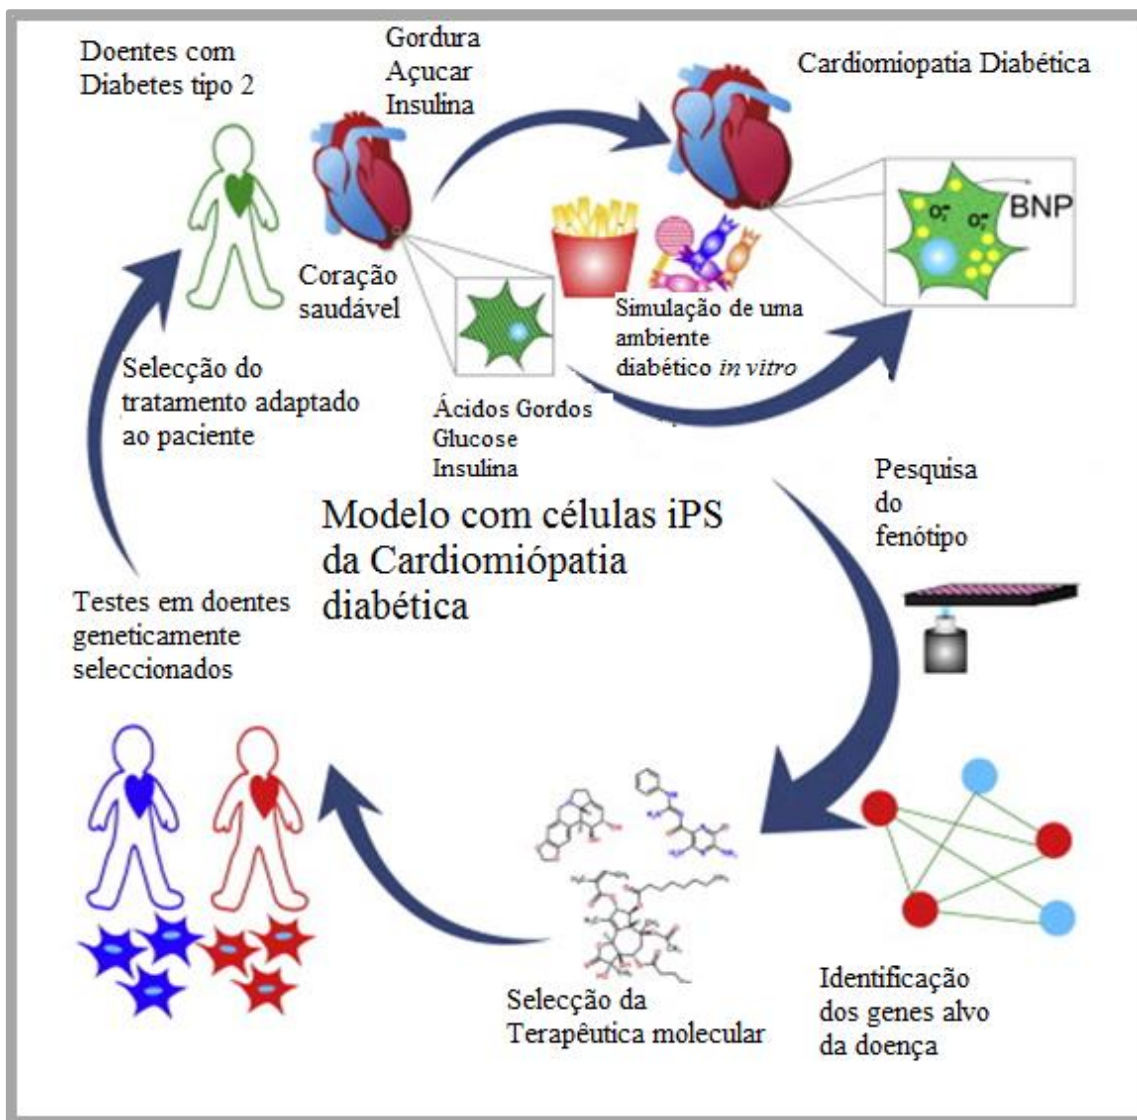 Doentes com
Diabetes tipo 2
Gordura
Açucar
Insulina
Cardiomiopatia Diabética
BNP
Coração
saudável
Simulação de uma
ambiente
diabético in vitro
Selecção do
tratamento adaptado
ao paciente
Ácidos Gordos
Glucose
Insulina
Pesquisa
do
fenótipo
Modelo com células iPS
da Cardiomiópatia
diabética
Testes em doentes
geneticamente
seleccionados
Selecção da
Terapêutica molecular
Identificação
dos genes alvo
da doença